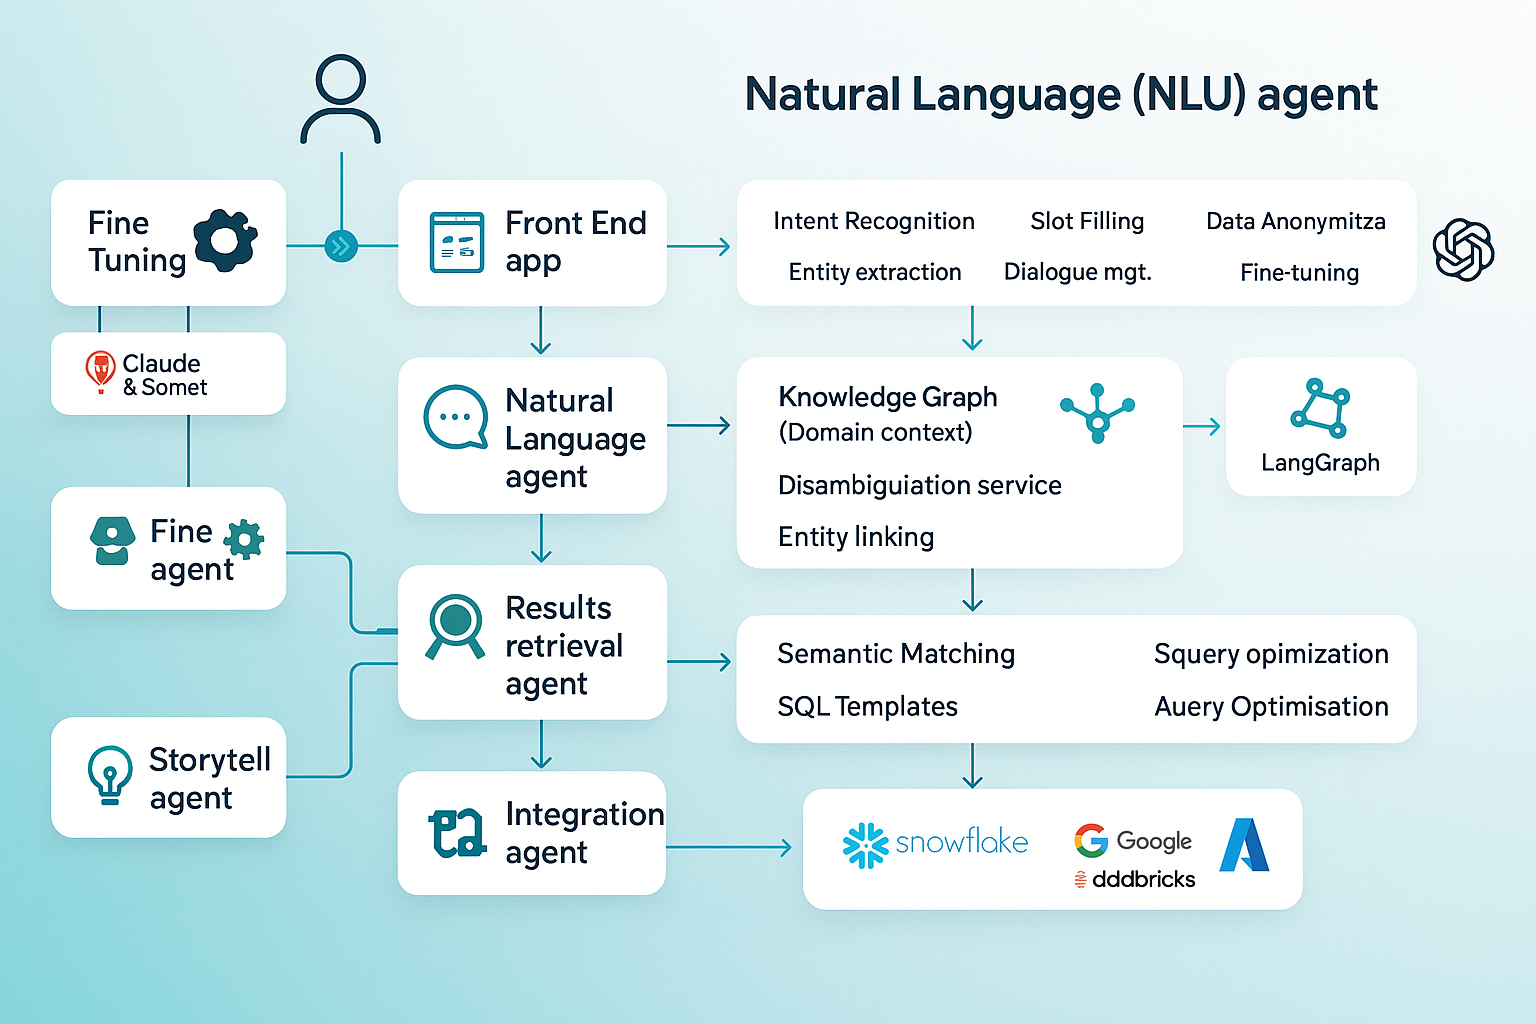 Natural Language (NLU) agent
Fine
Tuning
Front End
app
Intent Recognition
Slot Filling
Data Anonymitza
Entity extraction
Dialogue mgt.
Fine-tuning
Claude
& Somet
Natural
Language
agent
Knowledge Graph
(Domain context)
Disambiguiation service
Entity linking
LangGraph
Fine
agent
Results
retrieval
agent
Semantic Matching
Squery opimization
SQL Templates
Auery Optimisation
Storytell
agent
Integration
agent
snowflake
Google
dddbricks